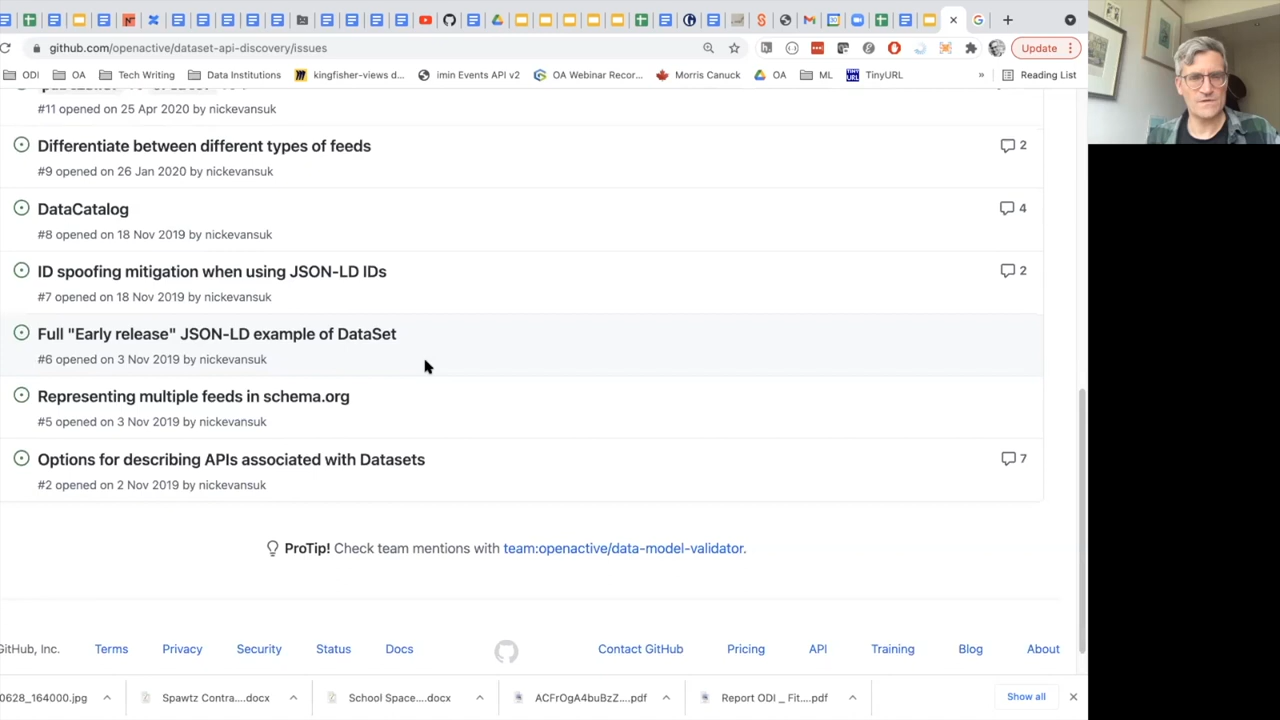 github.com/openactive/dataset-api-discovery/issues
Update
ODI
OA
Tech Writing
Data Institutions
kingfisher-views d...
imin Events API v2
OA Webinar Recor...
Morris Canuck
OA
ML
TinyURL
»
Reading List
#11 opened on 25 Apr 2020 by nickevansuk
Differentiate between different types of feeds
2
#9 opened on 26 Jan 2020 by nickevansuk
DataCatalog
4
#8 opened on 18 Nov 2019 by nickevansuk
ID spoofing mitigation when using JSON-LD IDs
2
#7 opened on 18 Nov 2019 by nickevansuk
Full "Early release" JSON-LD example of DataSet
#6 opened on 3 Nov 2019 by nickevansuk
Representing multiple feeds in schema.org
#5 opened on 3 Nov 2019 by nickevansuk
Options for describing APIs associated with Datasets
7
#2 opened on 2 Nov 2019 by nickevansuk
ProTip! Check team mentions with team:openactive/data-model-validator.
GitHub, Inc.
Terms
Privacy
Security
Status
Docs
Contact GitHub
Pricing
API
Training
Blog
About
0628_164000.jpg
Spawtz Contra....docx
School Space....docx
ACFrOgA4buBzZ....pdf
Report ODI _ Fit....pdf
Show all